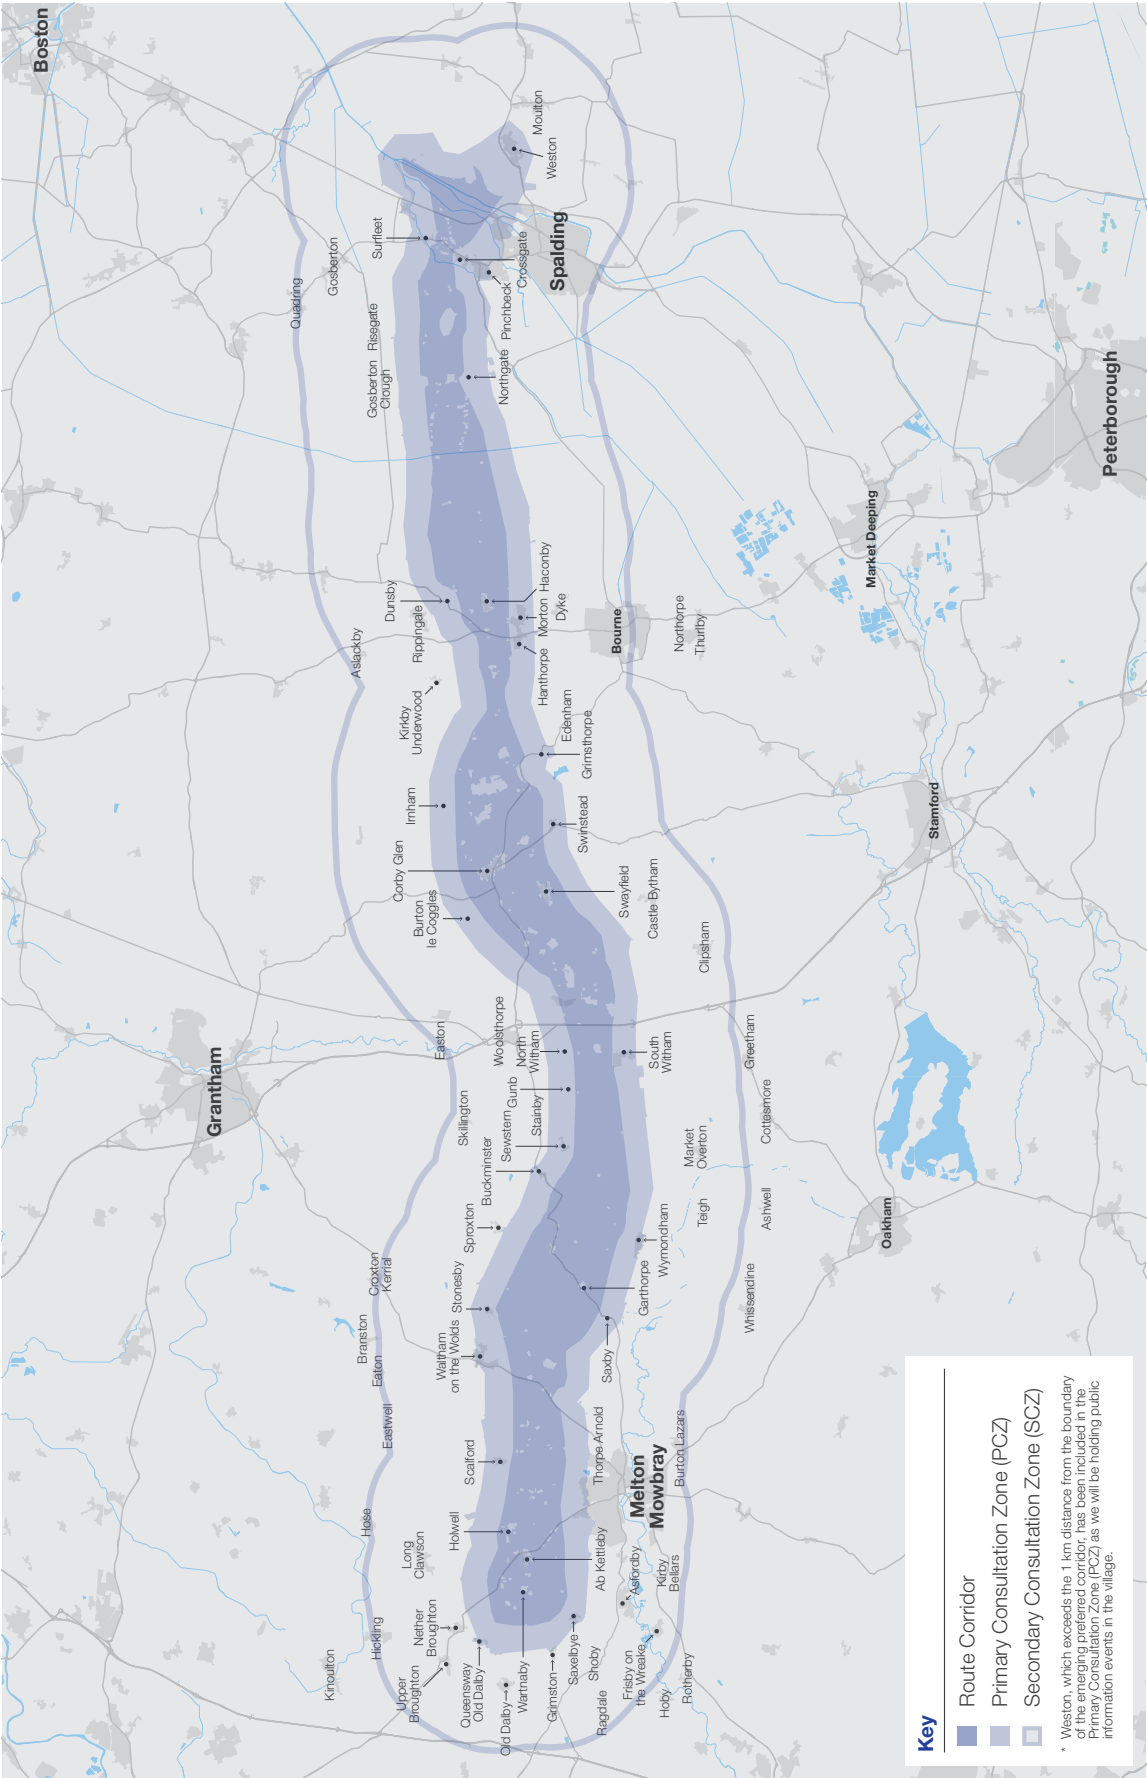 Boston
Grantham
Quadring
Kinoulton
Gosberton
Aslackby
Branston
Hose
Hickling
Eaton
Croxton
Kerrial
Eastwell
Gosberton
Clough
Risegate
Surfleet
Dunsby
Corby Glen
Upper
Broughton
Long
Clawson
Kirkby
Underwood
Irnham
Rippingale
Nether
Broughton
Burton
le Coggles
Easton
Waltham
on the Wolds
Stonesby
Holwell
Skillington
Scalford
Sproxton
Queensway
Old Dalby
Buckminster
Woolsthorpe
Old Dalby
Sewstern
Gunb
Northgate
Pinchbeck
Wartnaby
North
Witham
Crossgate
Stainby
Moulton
Hanthorpe
Morton
Haconby
Weston
Grimston
Spalding
Dyke
Edenham
Saxelbye
Swinstead
Grimsthorpe
Shoby
Ragdale
Ab Kettleby
Thorpe Arnold
Saxby
Bourne
Swayfield
Frisby on
the Wreake
Asfordby
Melton
Mowbray
Garthorpe
South
Witham
Castle Bytham
Hoby
Kirby
Bellars
Wymondham
Northorpe
Thurlby
Rotherby
Burton Lazars
Market
Overton
Teigh
Clipsham
Whissendine
Greetham
Ashwell
Cottesmore
Market Deeping
Oakham
Stamford
Peterborough
Key
Route Corridor
Primary Consultation Zone (PCZ)
Secondary Consultation Zone (SCZ)
* Weston, which exceeds the 1 km distance from the boundary
of the emerging preferred corridor, has been included in the
Primary Consultation Zone (PCZ) as we will be holding public
information events in the village.